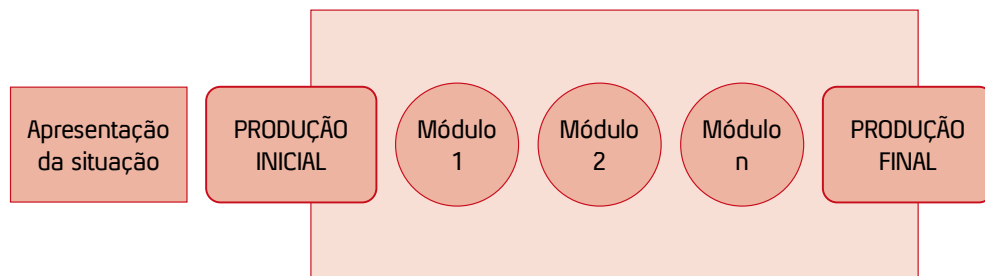 Apresentação
da situação
PRODUÇÃO
INICIAL
Módulo
1
Módulo
2
Módulo
n
PRODUÇÃO
FINAL